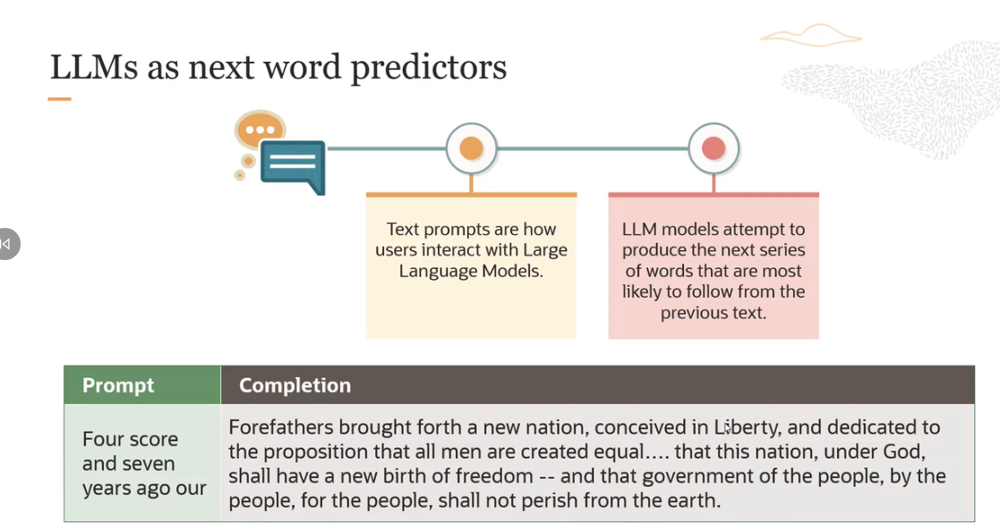 LLMs as next word predictors
Text prompts are how
users interact with Large
Language Models.
LLM models attempt to
produce the next series
of words that are most
likely to follow from the
previous text.
Prompt
Completion
Four score
and seven
years ago our
Forefathers brought forth a new nation, conceived in Liberty, and dedicated to
the proposition that all men are created equal.... that this nation, under God,
shall have a new birth of freedom -- and that government of the people, by the
people, for the people, shall not perish from the earth.